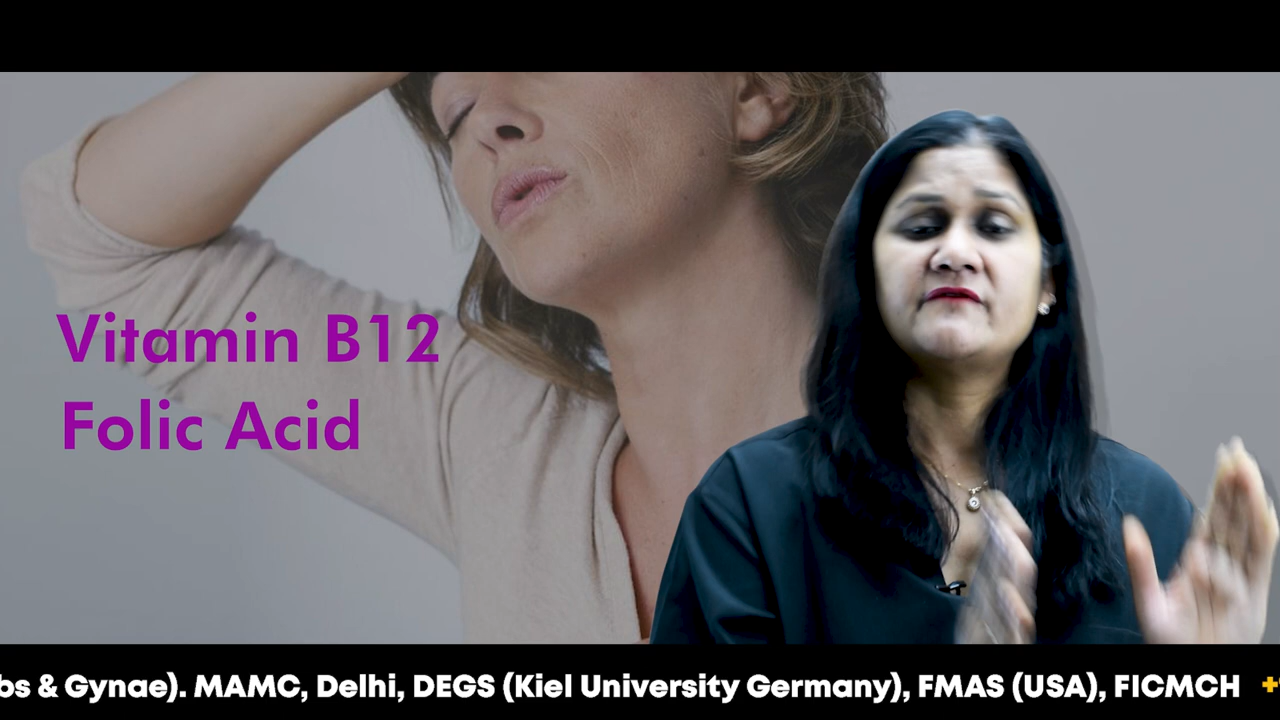 Vitamin B12
Folic Acid
bs & Gynae). MAMC, Delhi, DEGS (Kiel University Germany), FMAS (USA), FICMCH